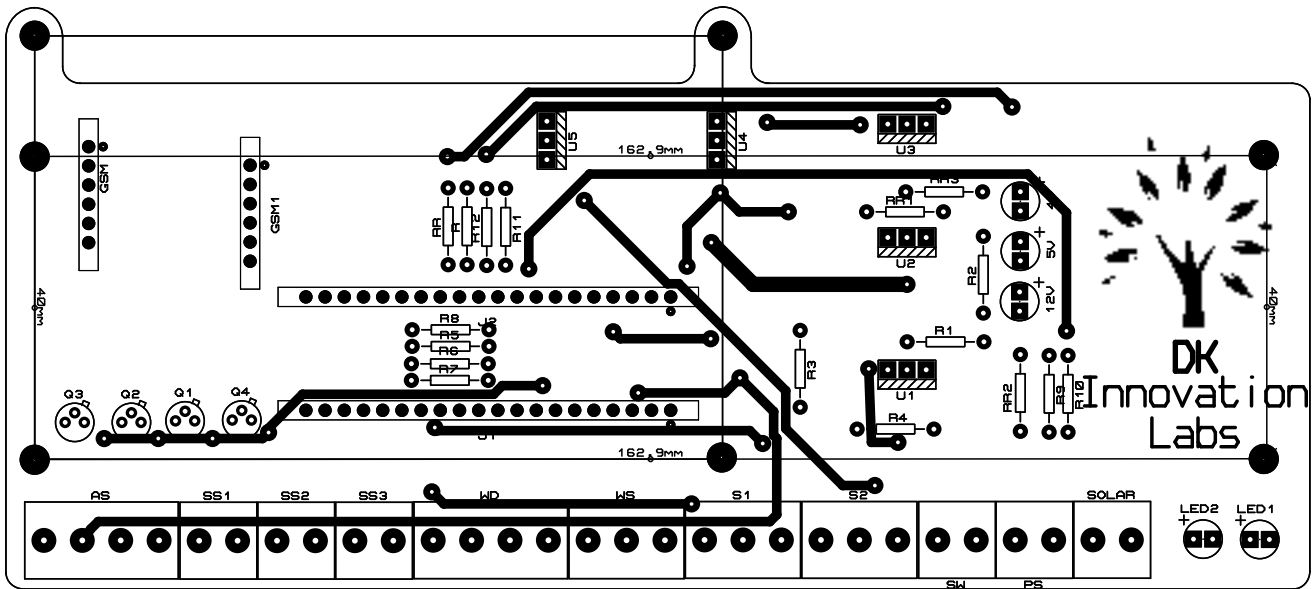 U5
U4
162.9mm
U3
GSM
GSM1
RR3
RR1
RR
R
R12
R11
U2
5V
R2
12V
40mm
40mm
J2
R8
R5
R6
R7
R1
R3
DK
Innovation
Labs
Q3
Q2
Q1
Q4
U1
RR2
R9
R10
R4
J1
162.9mm
AS
SS1
SS2
SS3
WD
WS
S1
S2
SOLAR
LED2
LED1
SW
PS